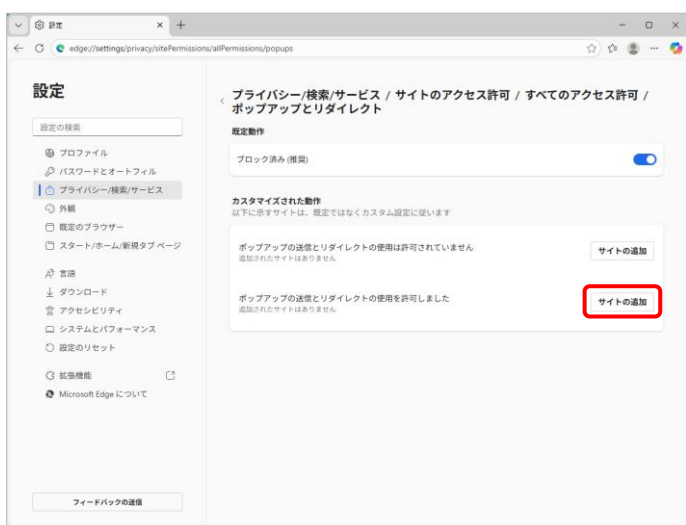 設定
edge://settings/privacy/sitePermissions/allPermissions/popups
設定
設定の検索
プロファイル
パスワードとオートフィル
プライバシー/検索/サービス
外観
既定のブラウザー
スタート/ホーム/新規タブ ページ
言語
ダウンロード
アクセシビリティ
システムとパフォーマンス
設定のリセット
拡張機能
Microsoft Edge について
フィードバックの送信
プライバシー/検索/サービス / サイトのアクセス許可 / すべてのアクセス許可 /
ポップアップとリダイレクト
既定動作
ブロック済み (推奨)
カスタマイズされた動作
以下に示すサイトは、既定ではなくカスタム設定に従います
ポップアップの送信とリダイレクトの使用は許可されていません
追加されたサイトはありません
サイトの追加
ポップアップの送信とリダイレクトの使用を許可しました
追加されたサイトはありません
サイトの追加